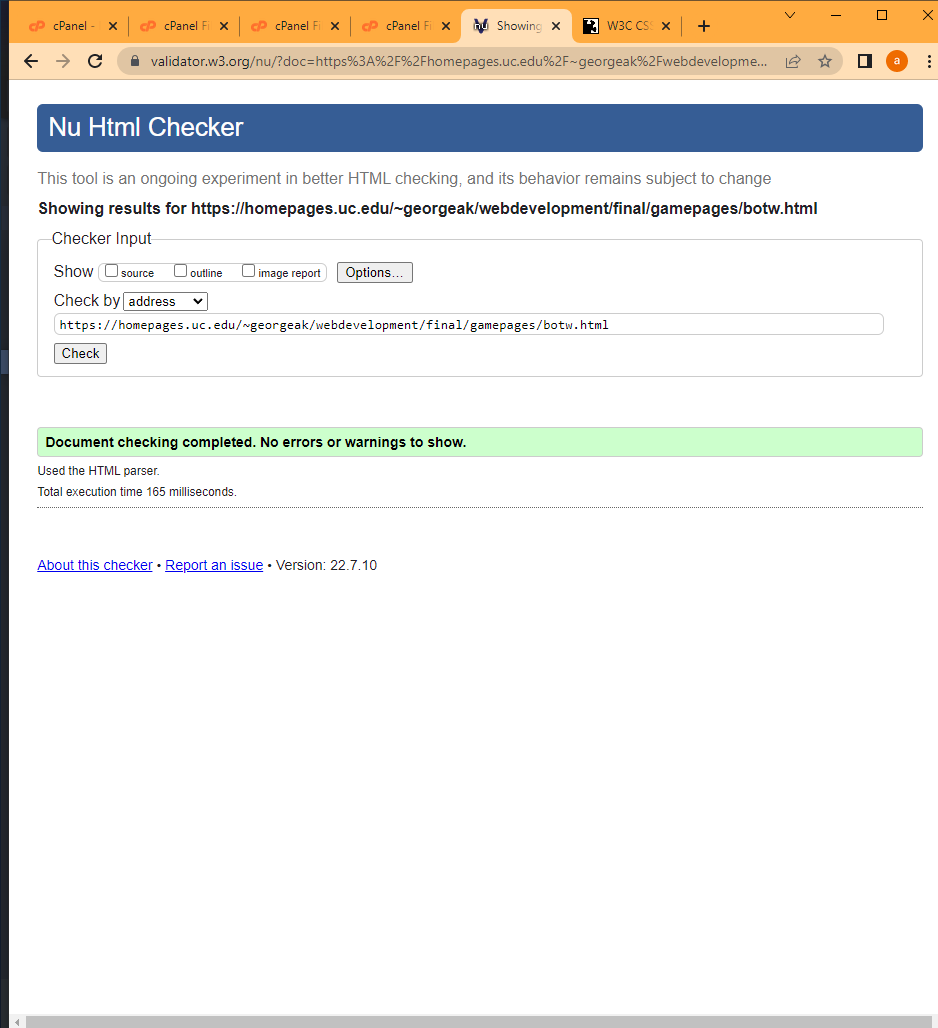 cPanel - cPanel Fi cPanel Fi cPanel Fi Showing W3C CSS
validator.w3.org/nu/?doc=https%3A%2F%2Fhomepages.uc.edu%2F~georgeak%2Fwebdevelopme... a
Nu Html Checker
This tool is an ongoing experiment in better HTML checking, and its behavior remains subject to change
Showing results for https://homepages.uc.edu/~georgeak/webdevelopment/final/gamepages/botw.html
Checker Input
Show source outline image report Options...
Check by address
https://homepages.uc.edu/~georgeak/webdevelopment/final/gamepages/botw.html
Check
Document checking completed. No errors or warnings to show.
Used the HTML parser.
Total execution time 165 milliseconds.
About this checker • Report an issue • Version: 22.7.10